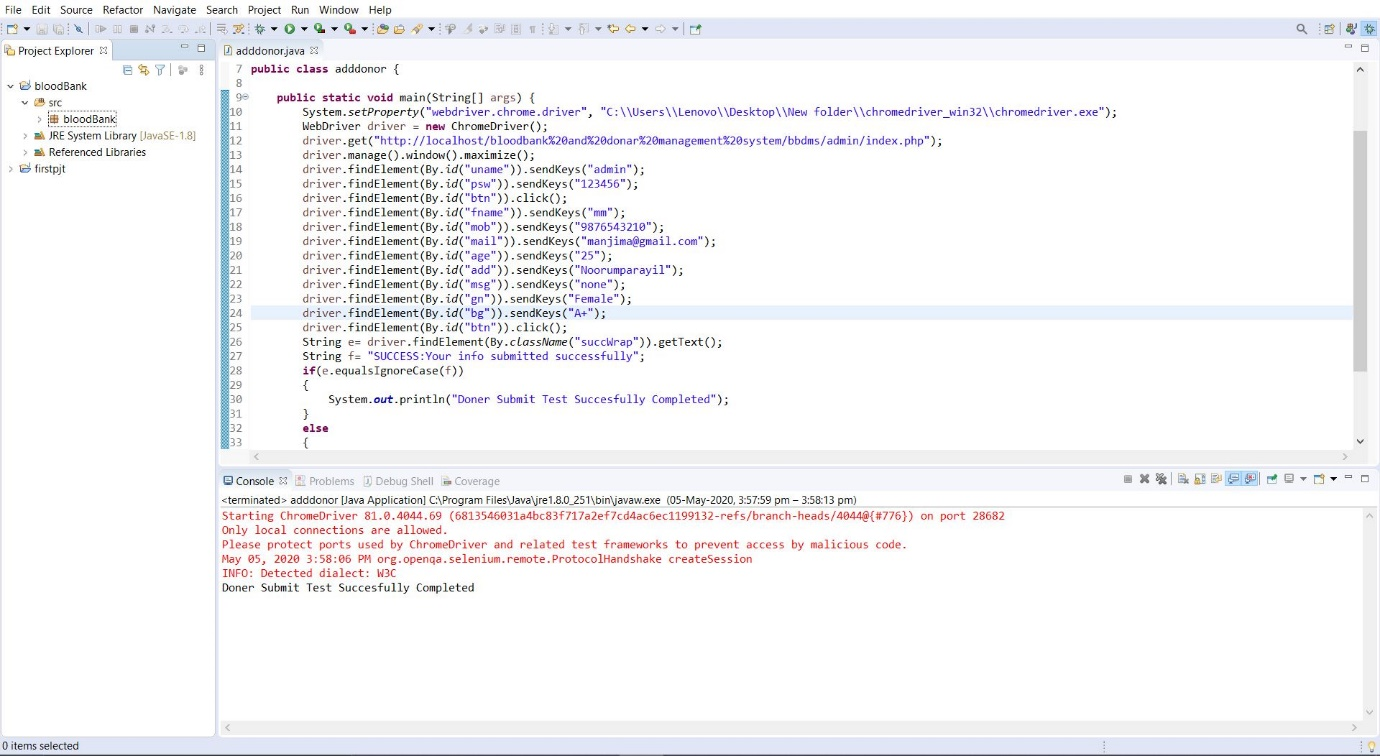 File Edit Source Refactor Navigate Search Project Run Window Help
Project Explorer
bloodBank
src
bloodBank
JRE System Library [JavaSE-1.8]
Referenced Libraries
firstpjt
adddonor.java
7 public class adddonor {
8
9 public static void main(String[] args) {
10 System.setProperty("webdriver.chrome.driver", "C:\\Users\\Lenovo\\Desktop\\New folder\\chromedriver_win32\\chromedriver.exe");
11 WebDriver driver = new ChromeDriver();
12 driver.get("http://localhost/bloodbank%20and%20donar%20management%20system/bbdms/admin/index.php");
13 driver.manage().window().maximize();
14 driver.findElement(By.id("uname")).sendKeys("admin");
15 driver.findElement(By.id("psw")).sendKeys("123456");
16 driver.findElement(By.id("btn")).click();
17 driver.findElement(By.id("fname")).sendKeys("mm");
18 driver.findElement(By.id("mob")).sendKeys("9876543210");
19 driver.findElement(By.id("mail")).sendKeys("manjima@gmail.com");
20 driver.findElement(By.id("age")).sendKeys("25");
21 driver.findElement(By.id("add")).sendKeys("Noorumparayil");
22 driver.findElement(By.id("msg")).sendKeys("none");
23 driver.findElement(By.id("gn")).sendKeys("Female");
24 driver.findElement(By.id("bg")).sendKeys("A+");
25 driver.findElement(By.id("btn")).click();
26 String e= driver.findElement(By.className("succWrap")).getText();
27 String f= "SUCCESS:Your info submitted successfully";
28 if(e.equalsIgnoreCase(f))
29 {
30 System.out.println("Doner Submit Test Succesfully Completed");
31 }
32 else
33 {
Console Problems Debug Shell Coverage
<terminated> adddonor [Java Application] C:\Program Files\Java\jre1.8.0_251\bin\javaw.exe (05-May-2020, 3:57:59 pm – 3:58:13 pm)
Starting ChromeDriver 81.0.4044.69 (6813546031a4bc83f717a2ef7cd4ac6ec1199132-refs/branch-heads/4044@{#776}) on port 28682
Only local connections are allowed.
Please protect ports used by ChromeDriver and related test frameworks to prevent access by malicious code.
May 05, 2020 3:58:06 PM org.openqa.selenium.remote.ProtocolHandshake createSession
INFO: Detected dialect: W3C
Doner Submit Test Succesfully Completed
0 items selected